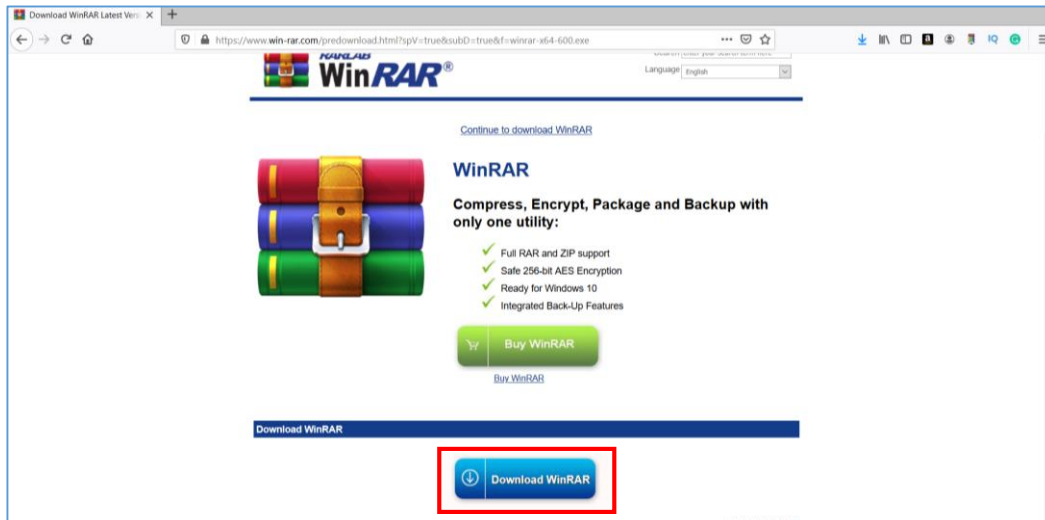 Download WinRAR Latest Vers
https://www.win-rar.com/predownload.html?spV=true&subD=true&f=winrar-x64-600.exe
RARLAB
WinRAR®
Language English
Continue to download WinRAR
WinRAR
Compress, Encrypt, Package and Backup with
only one utility:
Full RAR and ZIP support
Safe 256-bit AES Encryption
Ready for Windows 10
Integrated Back-Up Features
Buy WinRAR
Buy WinRAR
Download WinRAR
Download WinRAR